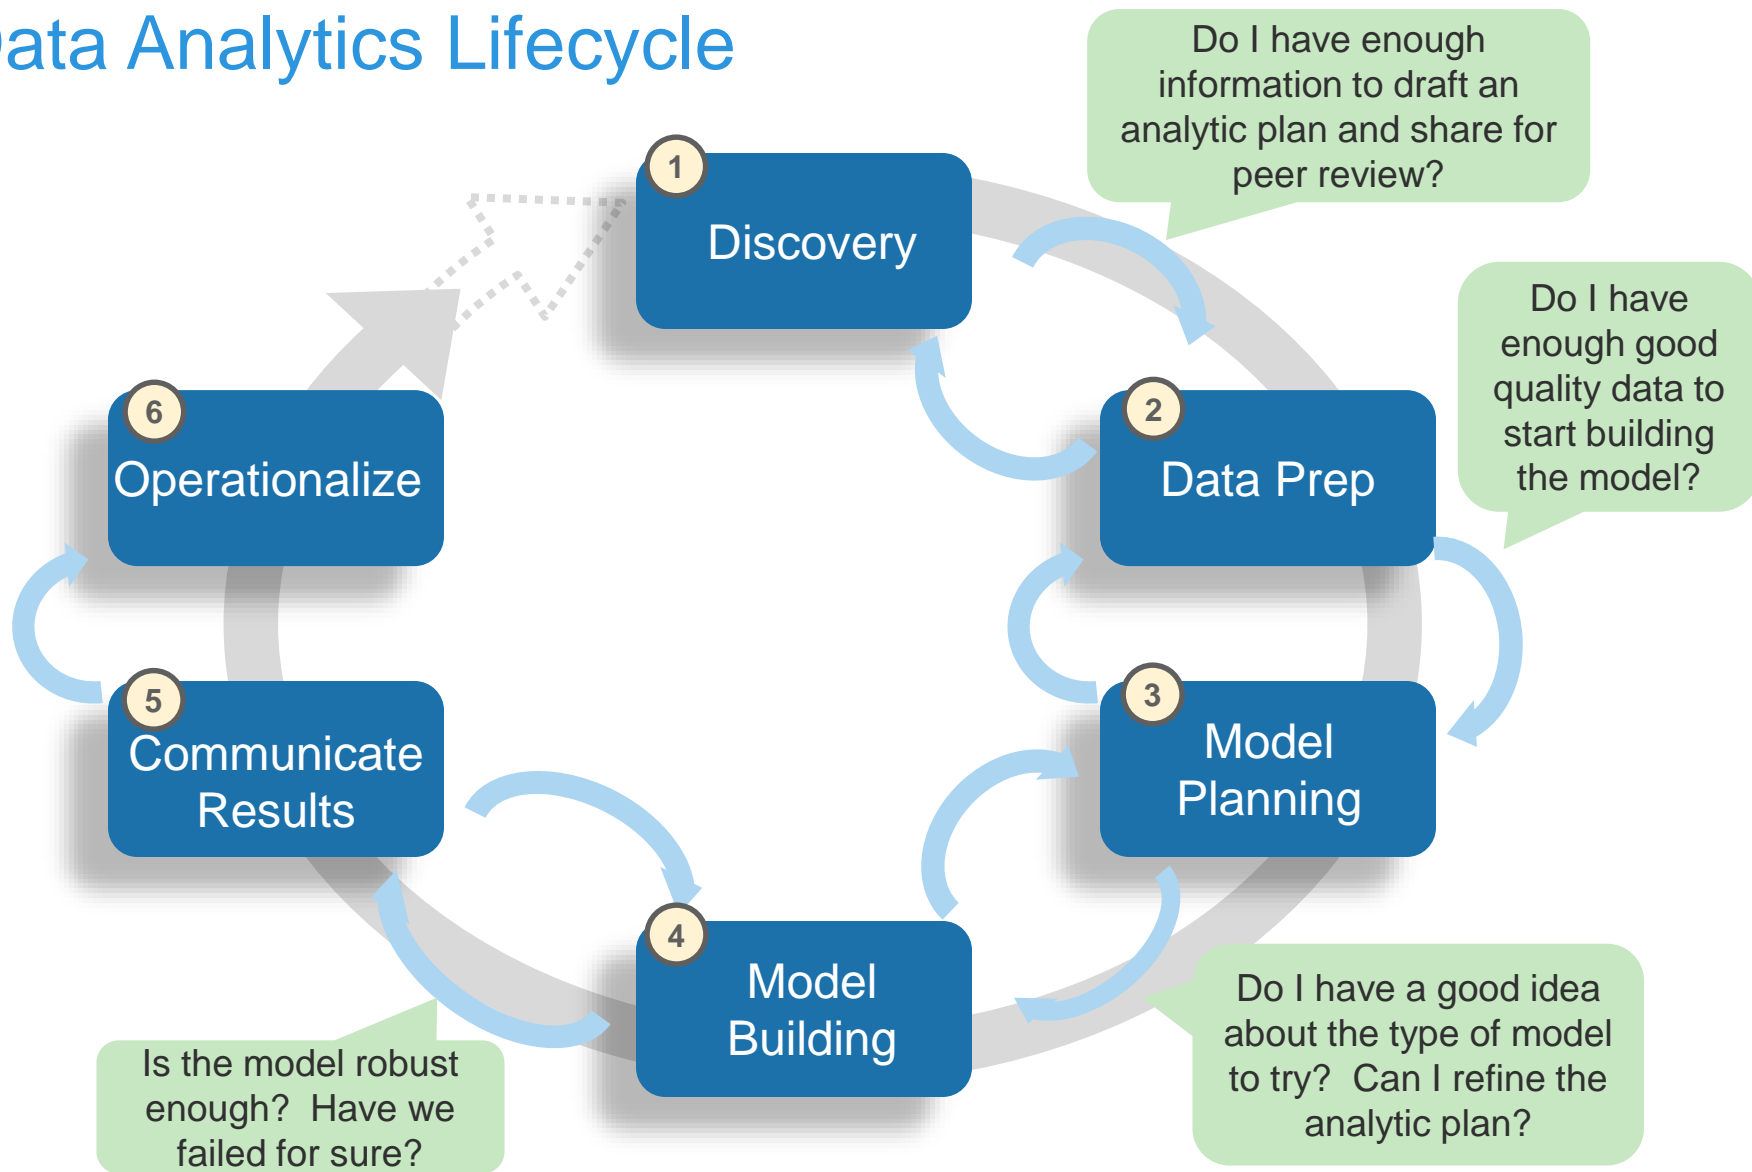 ata Analytics Lifecycle
Do I have enough
information to draft an
analytic plan and share for
peer review?
1
Discovery
Do I have
enough good
quality data to
start building
the model?
2
Data Prep
6
Operationalize
3
Model
Planning
5
Communicate
Results
4
Model
Building
Do I have a good idea
about the type of model
to try?  Can I refine the
analytic plan?
Is the model robust
enough?  Have we
failed for sure?